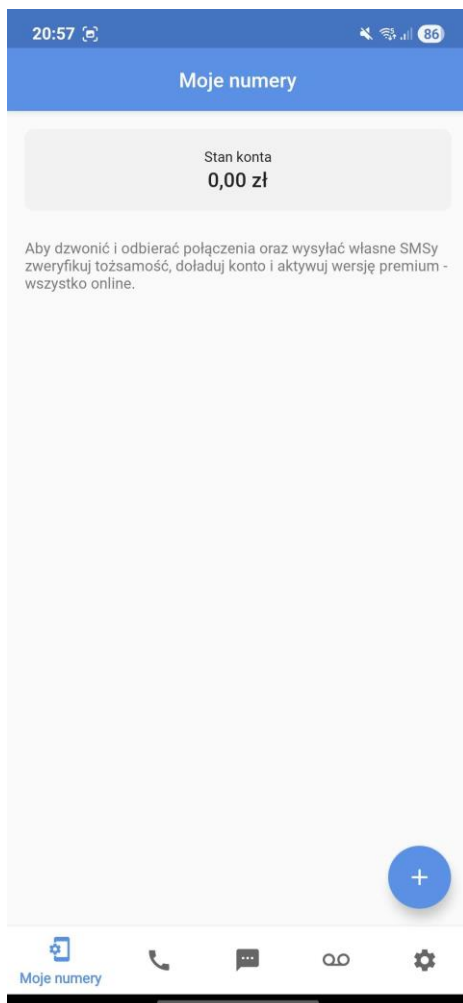 20:57
86
Moje numery
Stan konta
0,00 zł
Aby dzwonić i odbierać połączenia oraz wysyłać własne SMSy
zweryfikuj tożsamość, doładuj konto i aktywuj wersję premium -
wszystko online.
+
Moje numery